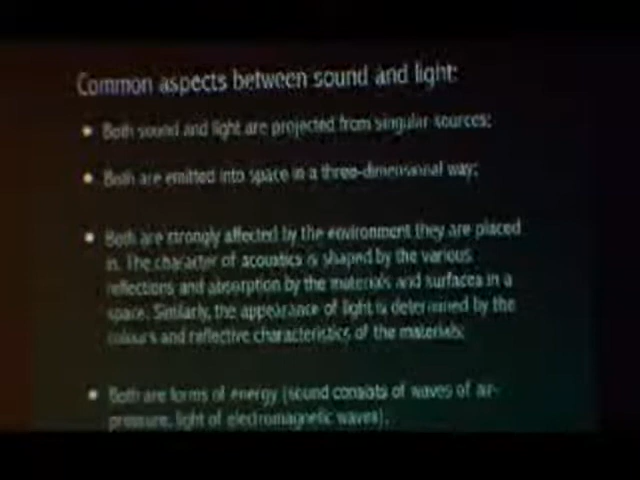 Common aspects between sound and light:
• Both sound and light are projected from singular sources;
• Both are emitted into space in a three-dimensional way;
• Both are strongly affected by the environment they are placed
in. The character of acoustics is shaped by the various
reflections and absorption by the materials and surfaces in a
space. Similarly, the appearance of light is determined by the
colours and reflective characteristics of the materials;
• Both are forms of energy (sound consists of waves of air-
pressure, light of electromagnetic waves).